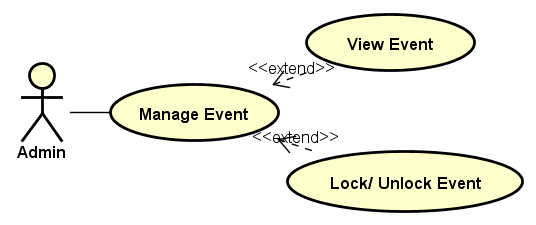 View Event
<<extend>>
Manage Event
<<extend>>
Admin
Lock/ Unlock Event